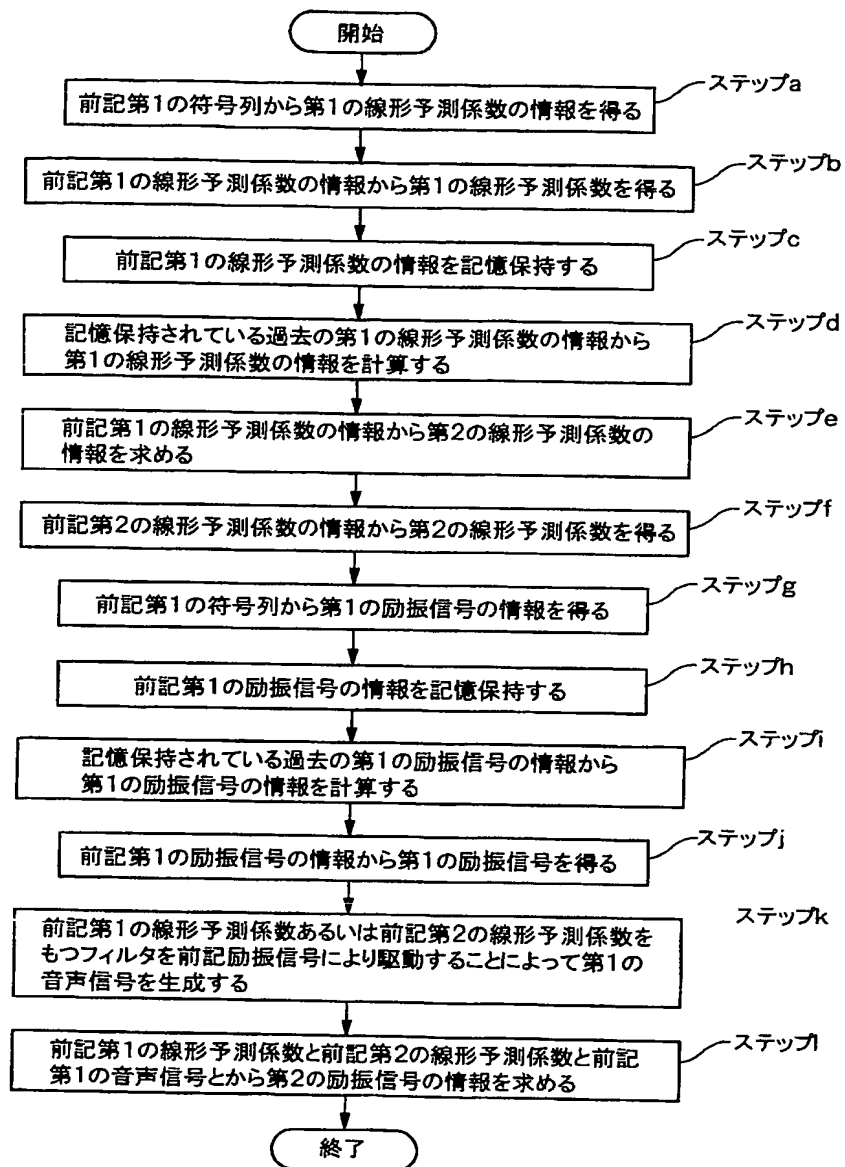 開始
ステップa
前記第1の符号列から第1の線形予測係数の情報を得る
ステップb
前記第1の線形予測係数の情報から第1の線形予測係数を得る
ステップc
前記第1の線形予測係数の情報を記憶保持する
ステップd
記憶保持されている過去の第1の線形予測係数の情報から
第1の線形予測係数の情報を計算する
ステップe
前記第1の線形予測係数の情報から第2の線形予測係数の
情報を求める
ステップf
前記第2の線形予測係数の情報から第2の線形予測係数を得る
ステップg
前記第1の符号列から第1の励振信号の情報を得る
ステップh
前記第1の励振信号の情報を記憶保持する
ステップi
記憶保持されている過去の第1の励振信号の情報から
第1の励振信号の情報を計算する
ステップj
前記第1の励振信号の情報から第1の励振信号を得る
ステップk
前記第1の線形予測係数あるいは前記第2の線形予測係数を
もつフィルタを前記励振信号により駆動することによって第1の
音声信号を生成する
ステップl
前記第1の線形予測係数と前記第2の線形予測係数と前記
第1の音声信号とから第2の励振信号の情報を求める
終了